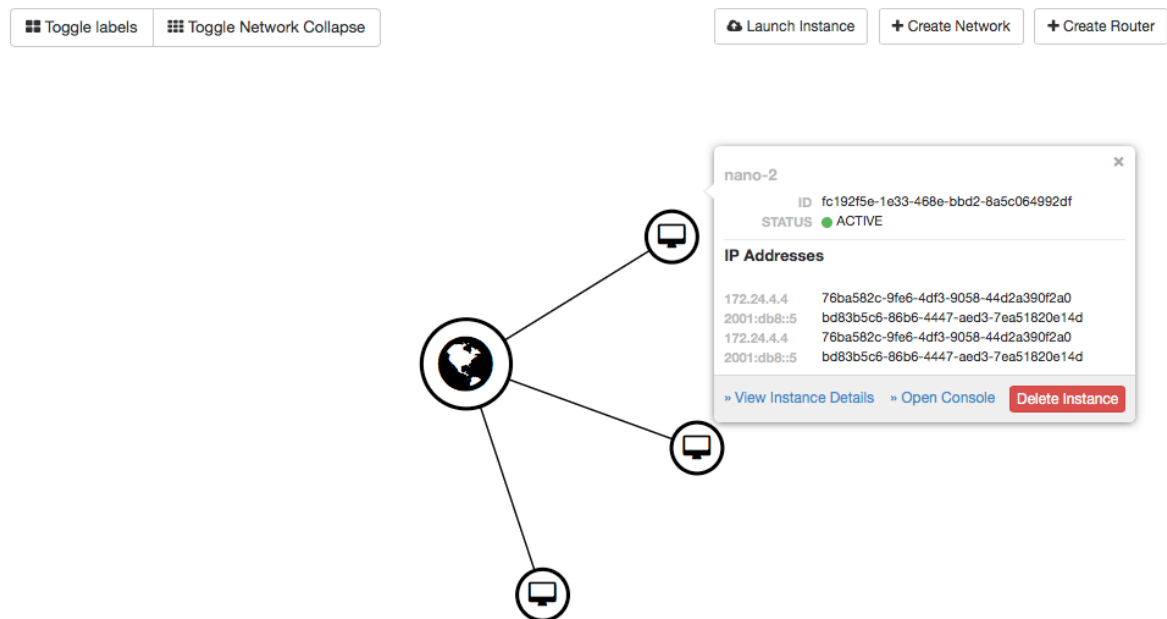 Toggle labels Toggle Network Collapse Launch Instance + Create Network + Create Router
nano-2 ×
ID fc192f5e-1e33-468e-bbd2-8a5c064992df
STATUS ACTIVE
IP Addresses
172.24.4.4 76ba582c-9fe6-4df3-9058-44d2a390f2a0
2001:db8::5 bd83b5c6-86b6-4447-aed3-7ea51820e14d
172.24.4.4 76ba582c-9fe6-4df3-9058-44d2a390f2a0
2001:db8::5 bd83b5c6-86b6-4447-aed3-7ea51820e14d
» View Instance Details » Open Console Delete Instance